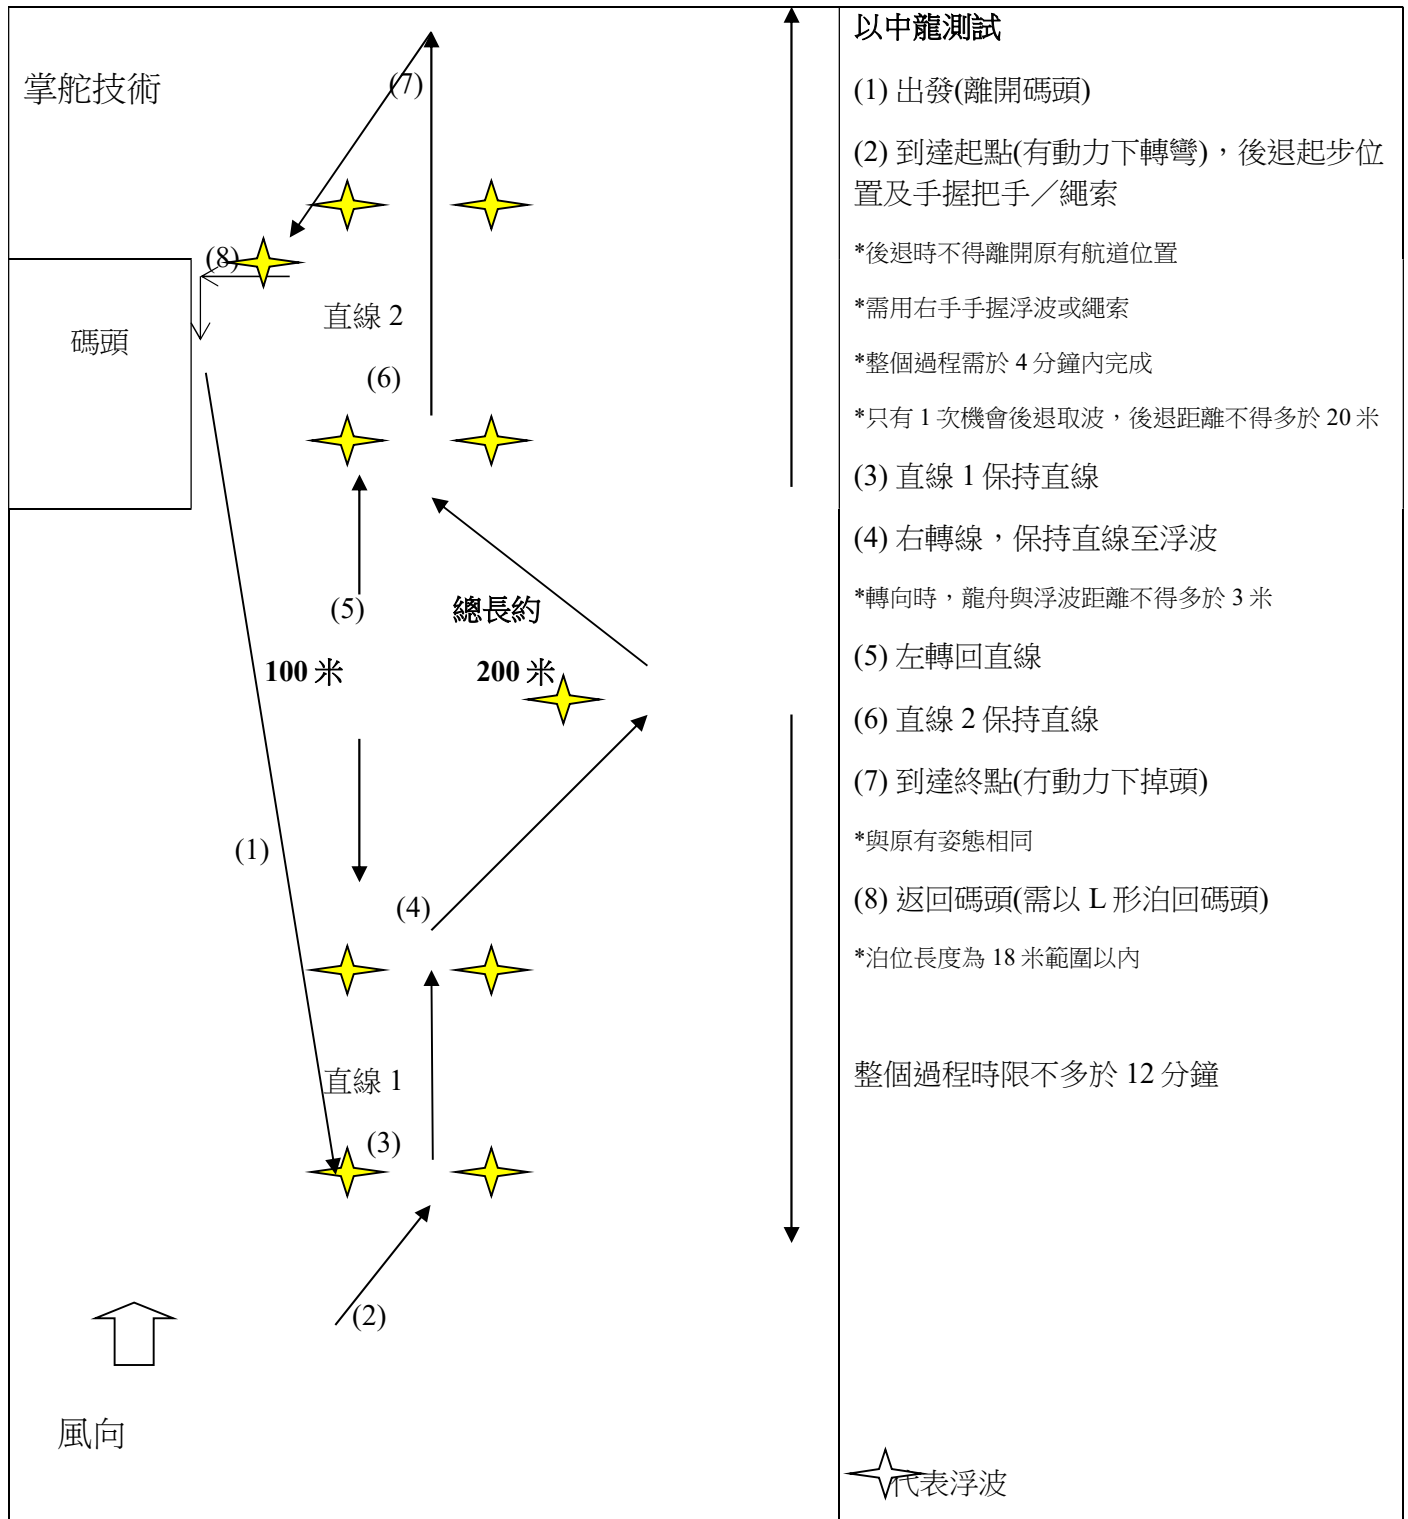 掌舵技術
(7)
(8)
碼頭
直線 2
(6)
(5)
總長約
100 米
200 米
(1)
(4)
直線 1
(3)
(2)
風向
以中龍測試
(1) 出發(離開碼頭)
(2) 到達起點(有動力下轉彎)，後退起步位
置及手握把手／繩索
*後退時不得離開原有航道位置
*需用右手手握浮波或繩索
*整個過程需於 4 分鐘內完成
*只有 1 次機會後退取波，後退距離不得多於 20 米
(3) 直線 1 保持直線
(4) 右轉線，保持直線至浮波
*轉向時，龍舟與浮波距離不得多於 3 米
(5) 左轉回直線
(6) 直線 2 保持直線
(7) 到達終點(冇動力下掉頭)
*與原有姿態相同
(8) 返回碼頭(需以 L 形泊回碼頭)
*泊位長度為 18 米範圍以內
整個過程時限不多於 12 分鐘
代表浮波